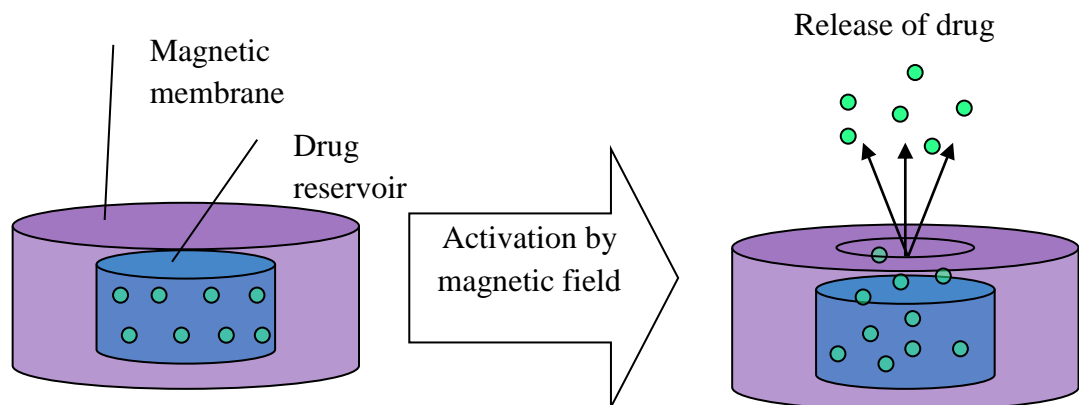 Magnetic
membrane
Drug
reservoir
Activation by
magnetic field
Release of drug